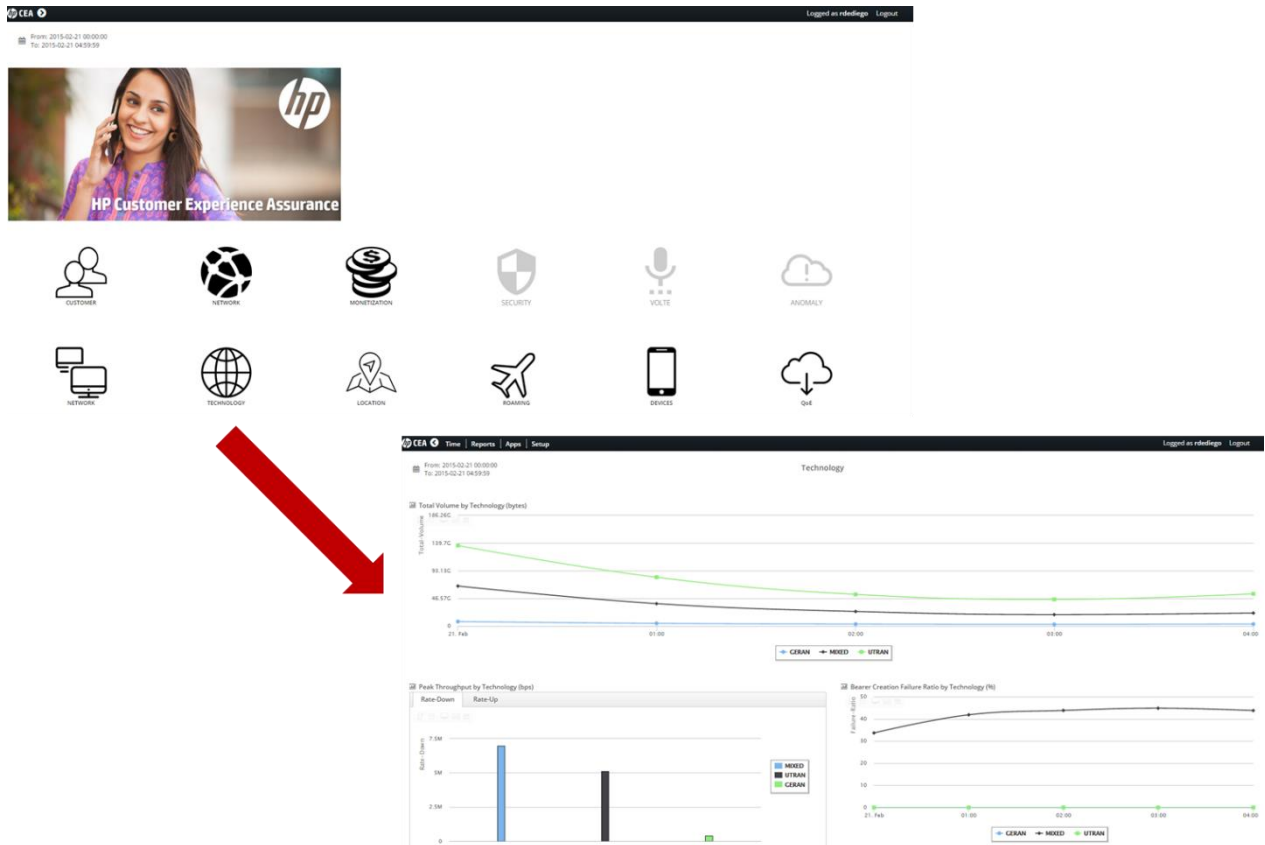 hp CEA Logged as rdediego Logout
From: 2015-02-21 00:00:00
To: 2015-02-21 04:59:59
hp
HP Customer Experience Assurance
CUSTOMER NETWORK MONETIZATION SECURITY VOLTE ANOMALY
NETWORK TECHNOLOGY LOCATION ROAMING DEVICES QoE
hp CEA Time | Reports | Apps | Setup Logged as rdediego Logout
From: 2015-02-21 00:00:00
To: 2015-02-21 04:59:59
Technology
Total Volume by Technology (bytes)
Total-Volume
186.26G
139.7G
93.13G
46.57G
0
21. Feb 01:00 02:00 03:00 04:00
GERAN MIXED UTRAN
Peak Throughput by Technology (bps)
Rate-Down Rate-Up
Rate-Down
7.5M
5M
2.5M
0
MIXED
UTRAN
GERAN
Bearer Creation Failure Ratio by Technology (%)
Failure-Ratio
50
40
30
20
10
0
21. Feb 01:00 02:00 03:00 04:00
GERAN MIXED UTRAN